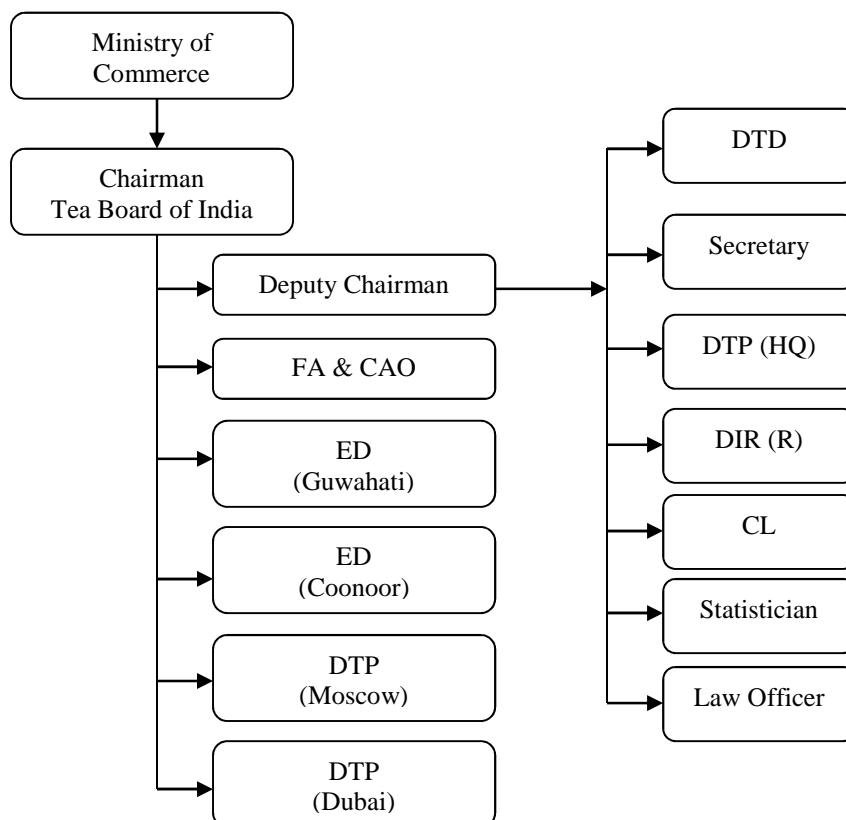 Ministry of
Commerce
Chairman
Tea Board of India
Deputy Chairman
FA & CAO
ED
(Guwahati)
ED
(Coonoor)
DTP
(Moscow)
DTP
(Dubai)
DTD
Secretary
DTP (HQ)
DIR (R)
CL
Statistician
Law Officer